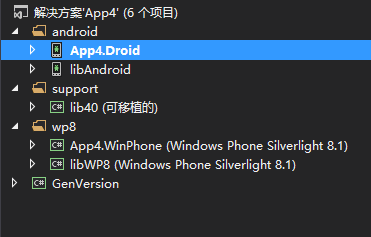 解决方案'App4' (6 个项目)
android
App4.Droid
libAndroid
support
C# lib40 (可移植的)
wp8
C# App4.WinPhone (Windows Phone Silverlight 8.1)
C# libWP8 (Windows Phone Silverlight 8.1)
C# GenVersion